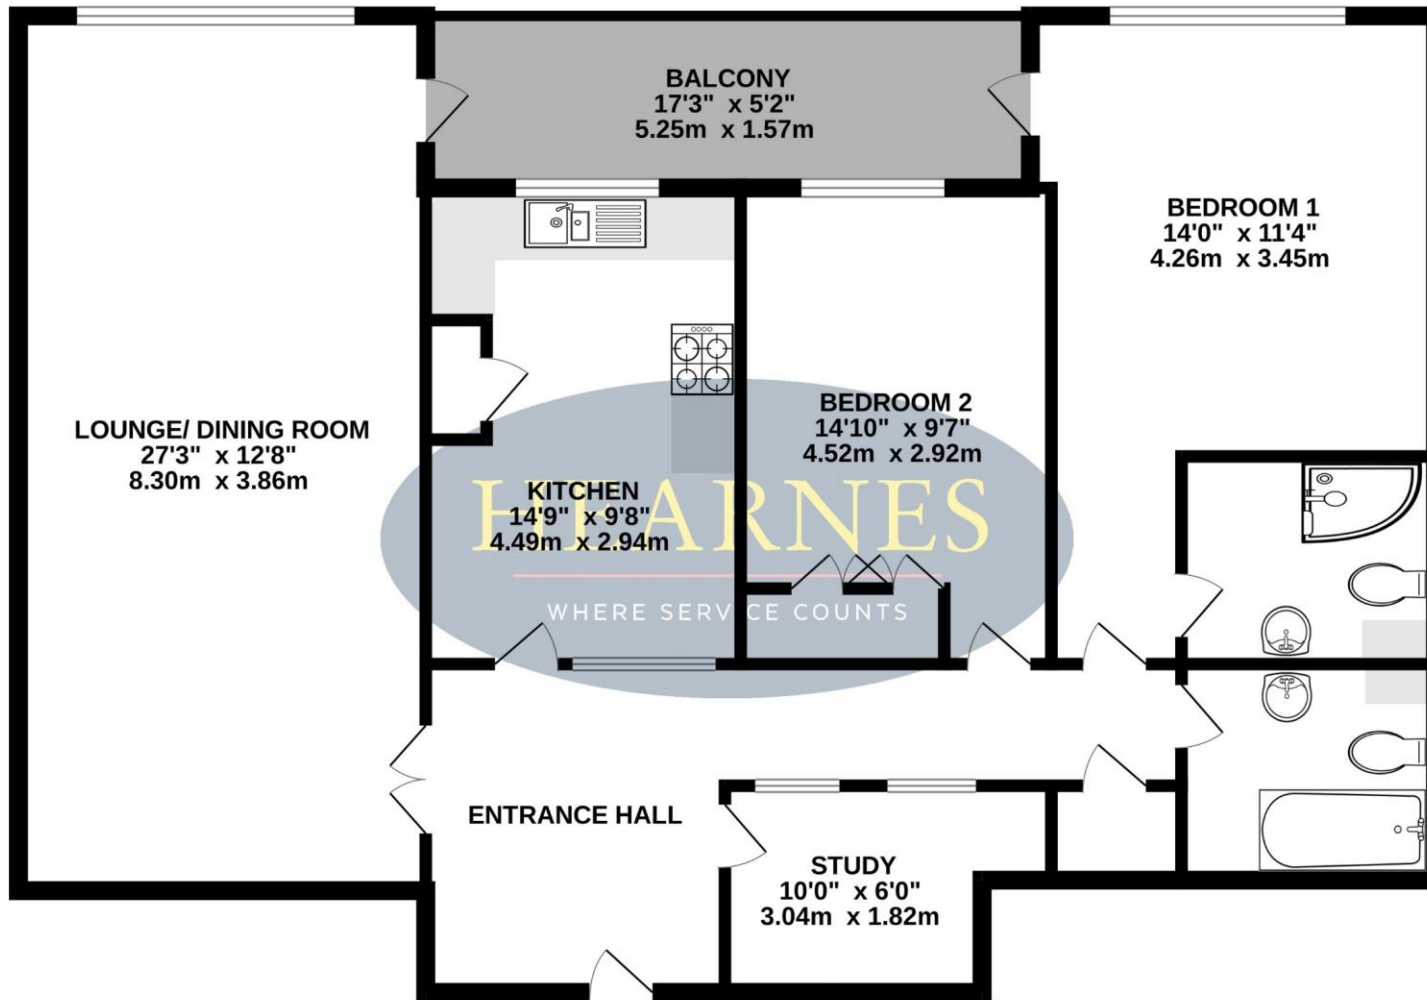 BALCONY
17'3" x 5'2"
5.25m x 1.57m
BEDROOM 1
14'0" x 11'4"
4.26m x 3.45m
LOUNGE/ DINING ROOM
27'3" x 12'8"
8.30m x 3.86m
BEDROOM 2
14'10" x 9'7"
4.52m x 2.92m
KITCHEN
14'9" x 9'8"
4.49m x 2.94m
HEARNES
WHERE SERVICE COUNTS
ENTRANCE HALL
STUDY
10'0" x 6'0"
3.04m x 1.82m